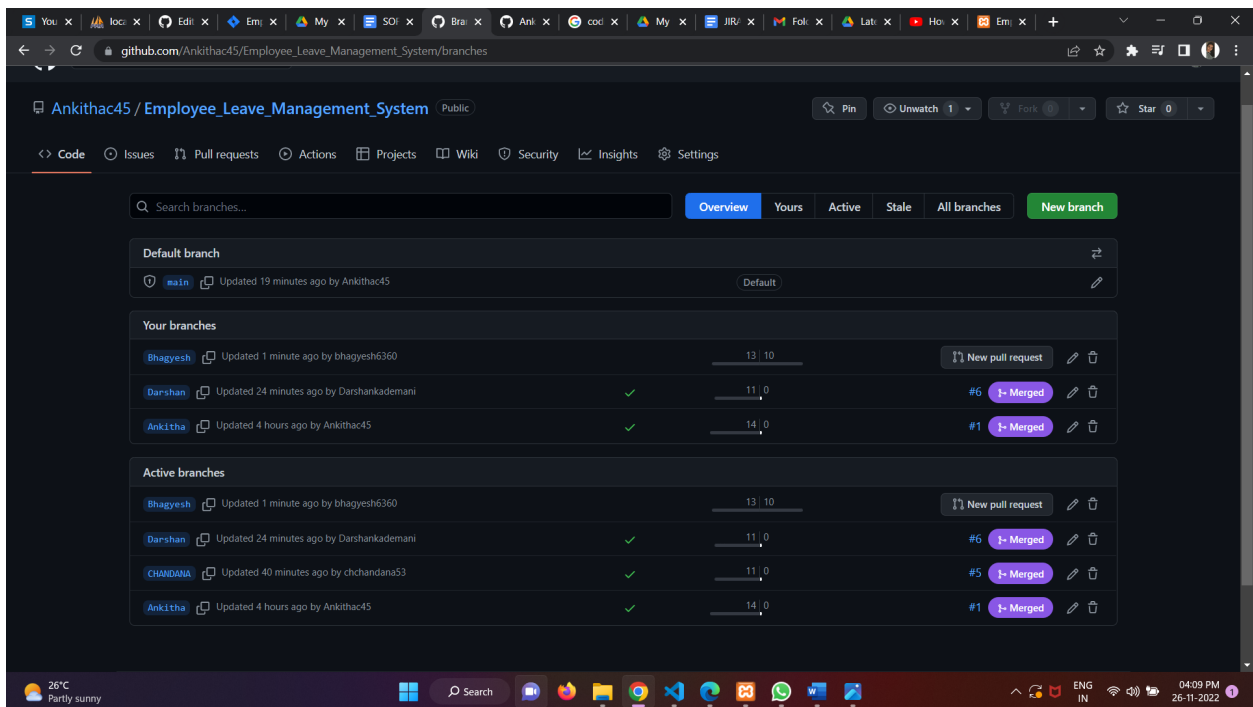 You
loca
Edit
Emp
My
SOF
Brar
Ank
cod
My
JIRA
Fold
Late
How
Emp
github.com/Ankithac45/Employee_Leave_Management_System/branches
Ankithac45 / Employee_Leave_Management_System Public
Pin
Unwatch 1
Fork 0
Star 0
<> Code
Issues
Pull requests
Actions
Projects
Wiki
Security
Insights
Settings
Search branches...
Overview
Yours
Active
Stale
All branches
New branch
Default branch
main Updated 19 minutes ago by Ankithac45 Default
Your branches
Bhagyesh Updated 1 minute ago by bhagyesh6360 13 | 10 New pull request
Darshan Updated 24 minutes ago by Darshankademani 11 | 0 #6 Merged
Ankitha Updated 4 hours ago by Ankithac45 14 | 0 #1 Merged
Active branches
Bhagyesh Updated 1 minute ago by bhagyesh6360 13 | 10 New pull request
Darshan Updated 24 minutes ago by Darshankademani 11 | 0 #6 Merged
CHANDANA Updated 40 minutes ago by chchandana53 11 | 0 #5 Merged
Ankitha Updated 4 hours ago by Ankithac45 14 | 0 #1 Merged
26°C
Partly sunny
Search
ENG
IN
04:09 PM
26-11-2022
1